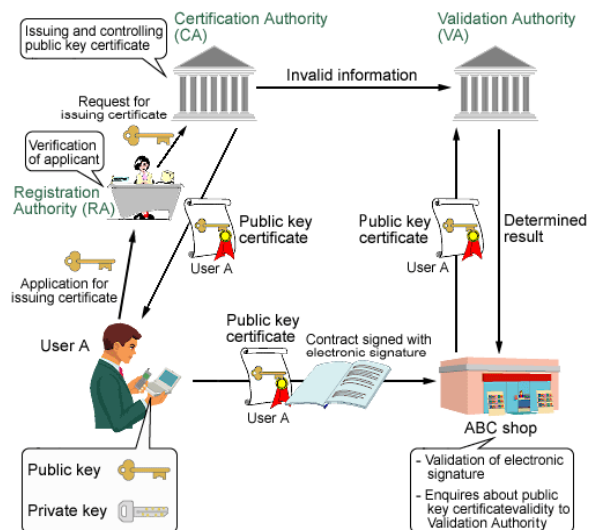 Issuing and controlling
public key certificate
Certification Authority
(CA)
Validation Authority
(VA)
Invalid information
Request for
issuing certificate
Verification
of applicant
Registration
Authority (RA)
Public key
certificate
User A
Public key
certificate
User A
Determined
result
Application for
issuing certificate
User A
Public key
certificate
User A
Contract signed with
electronic signature
ABC shop
Public key
Private key
- Validation of electronic
signature
- Enquires about public
key certificatevalidity to
Validation Authority